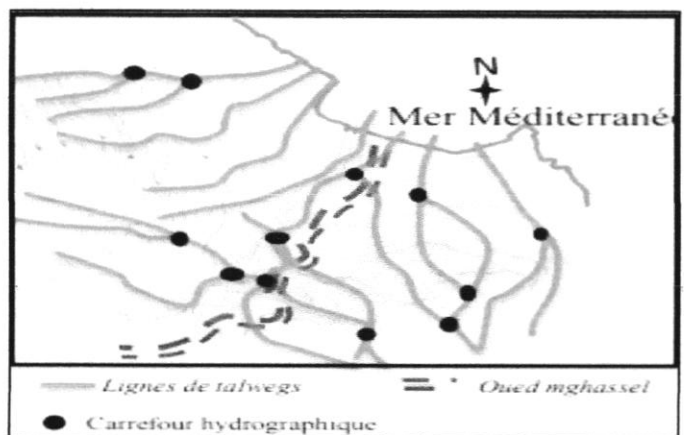 N
Mer Méditerrané
Lignes de talwegs
Oued mghassel
Carrefour hydrographique